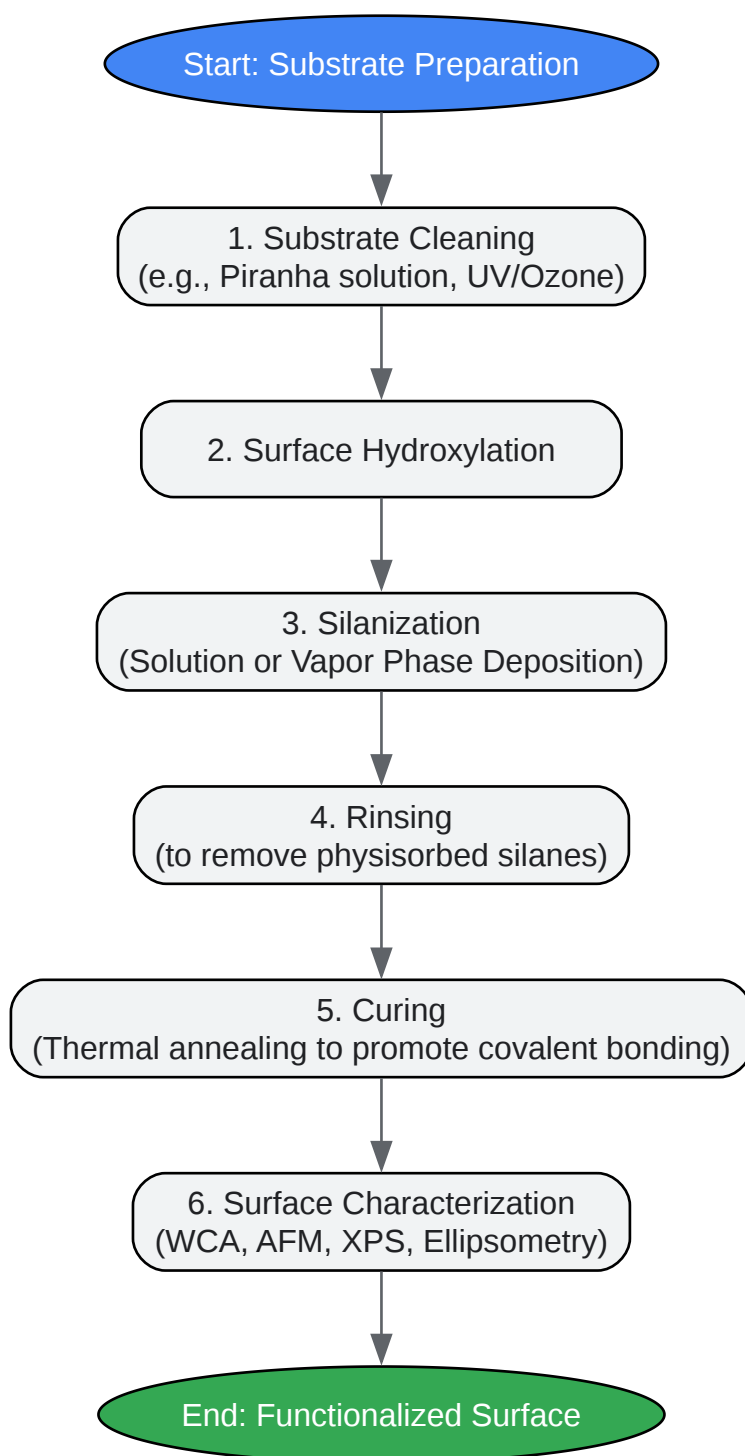 Start: Substrate Preparation
1. Substrate Cleaning
(e.g., Piranha solution, UV/Ozone)
2. Surface Hydroxylation
3. Silanization
(Solution or Vapor Phase Deposition)
4. Rinsing
(to remove physisorbed silanes)
5. Curing
(Thermal annealing to promote covalent bonding)
6. Surface Characterization
(WCA, AFM, XPS, Ellipsometry)
End: Functionalized Surface